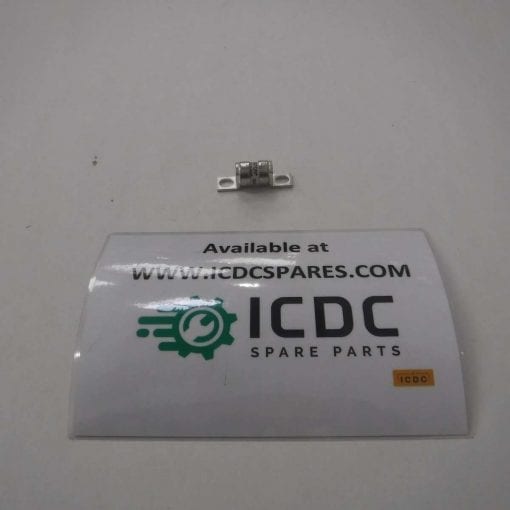 Available at
WWW.ICDCSPARES.COM
ICDC
SPARE PARTS
ICDC